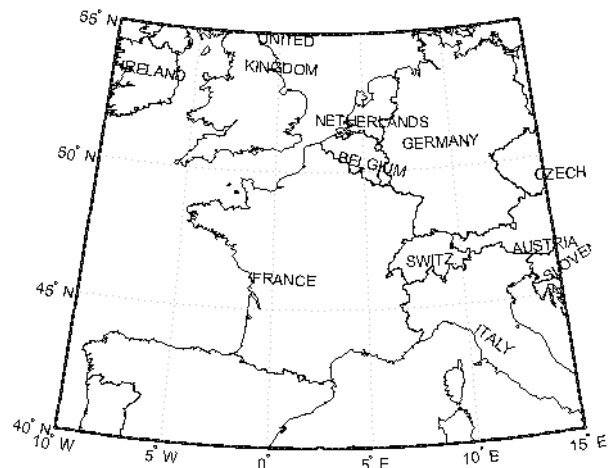 55° N
UNITED
KINGDOM
IRELAND
NETHERLANDS
GERMANY
50° N
BELGIUM
CZECH
AUSTRIA
SWITZ
SLOVEN
FRANCE
45° N
ITALY
40° N
10° W
5° W
0°
5° E
10° E
15° E